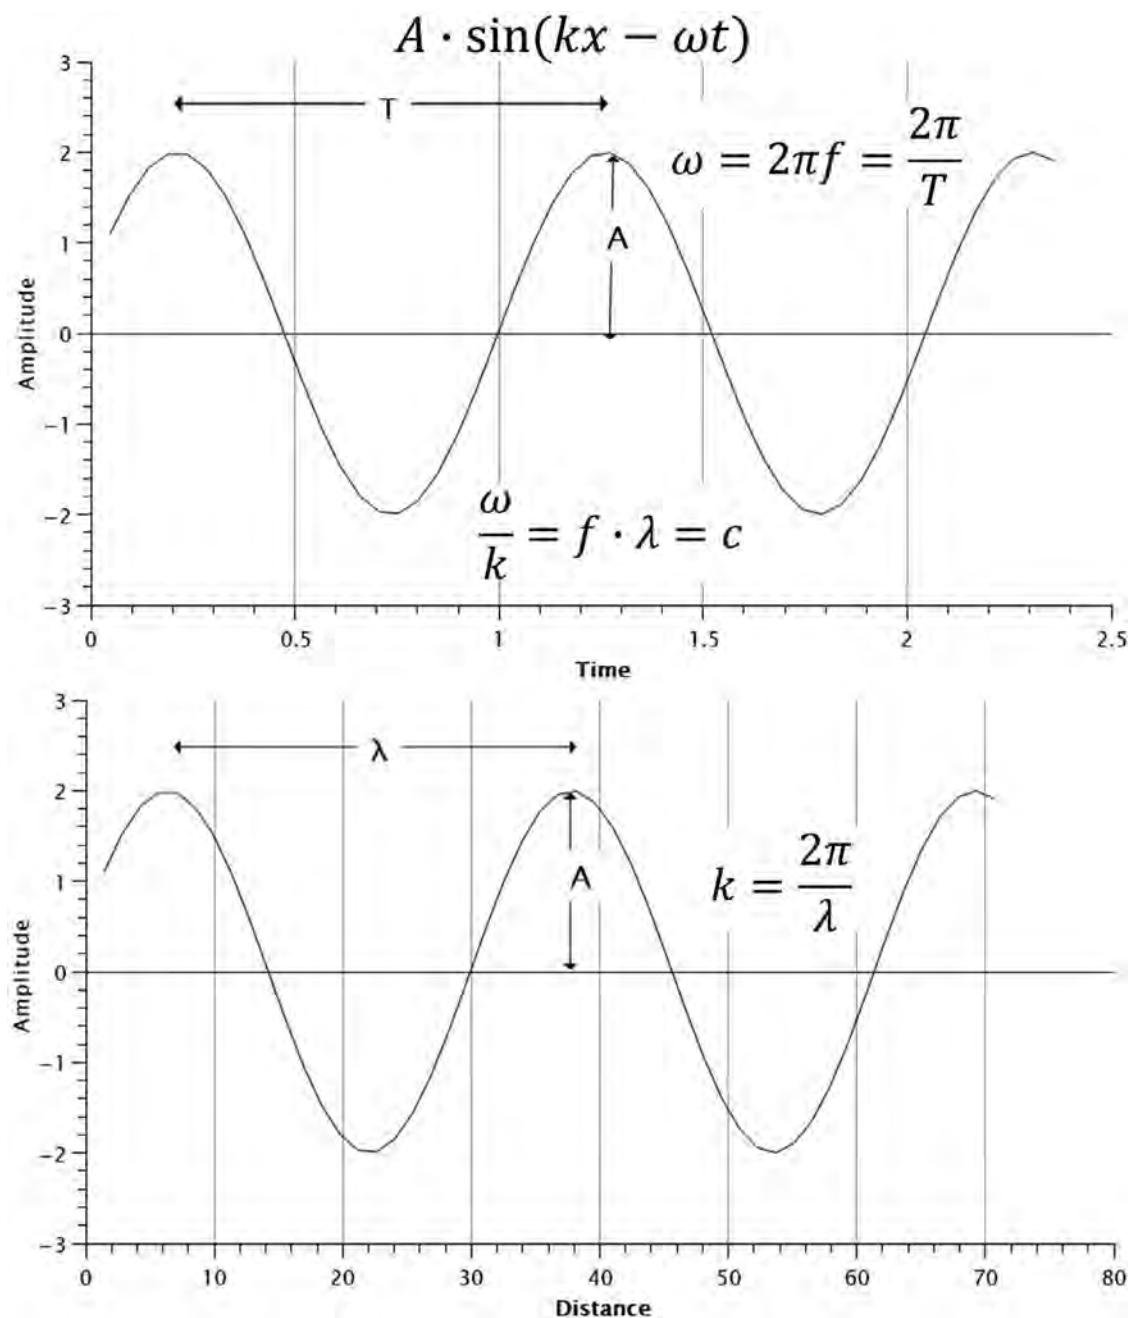 A · sin(kx − ωt)
3
T
ω = 2πf = 2π/T
2
A
1
Amplitude
0
−1
−2
ω/k = f · λ = c
−3
0 0.5 1 1.5 2 2.5
Time
3
λ
2
A
k = 2π/λ
1
Amplitude
0
−1
−2
−3
0 10 20 30 40 50 60 70 80
Distance